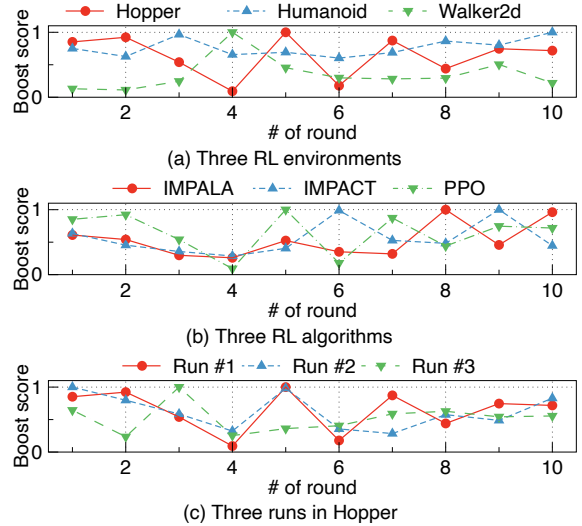 Hopper Humanoid Walker2d
Boost score
1
0
2 4 6 8 10
# of round
(a) Three RL environments
IMPALA IMPACT PPO
Boost score
1
0
2 4 6 8 10
# of round
(b) Three RL algorithms
Run #1 Run #2 Run #3
Boost score
1
0
2 4 6 8 10
# of round
(c) Three runs in Hopper